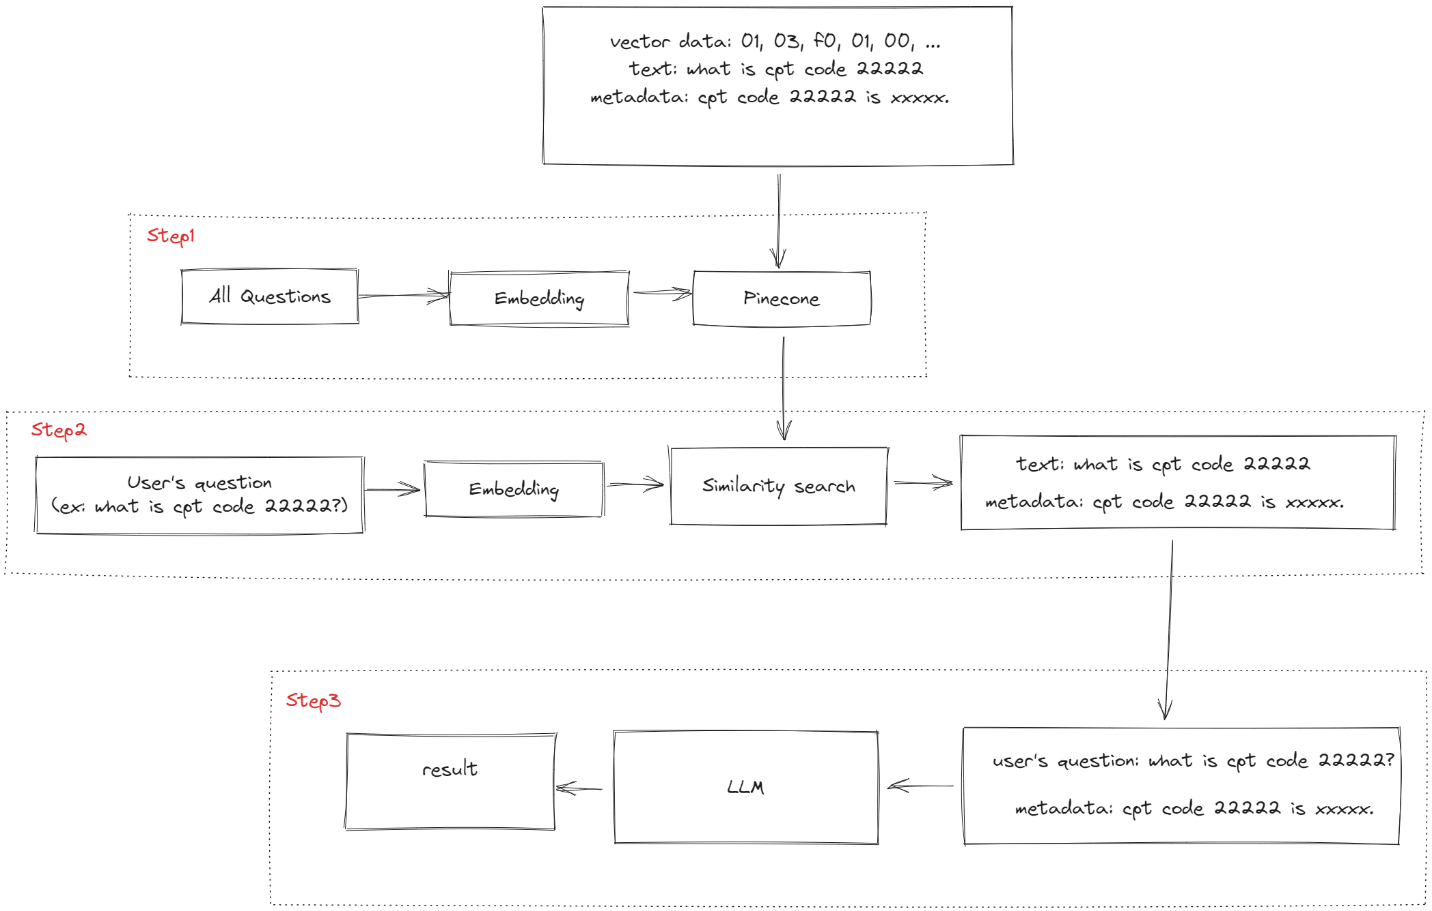 vector data: 01, 03, f0, 01, 00, ...
text: what is cpt code 22222
metadata: cpt code 22222 is xxxxx.
Step1
All Questions
Embedding
Pinecone
Step2
User's question
(ex: what is cpt code 22222?)
Embedding
Similarity search
text: what is cpt code 22222
metadata: cpt code 22222 is xxxxx.
Step3
result
LLM
user's question: what is cpt code 22222?
metadata: cpt code 22222 is xxxxx.